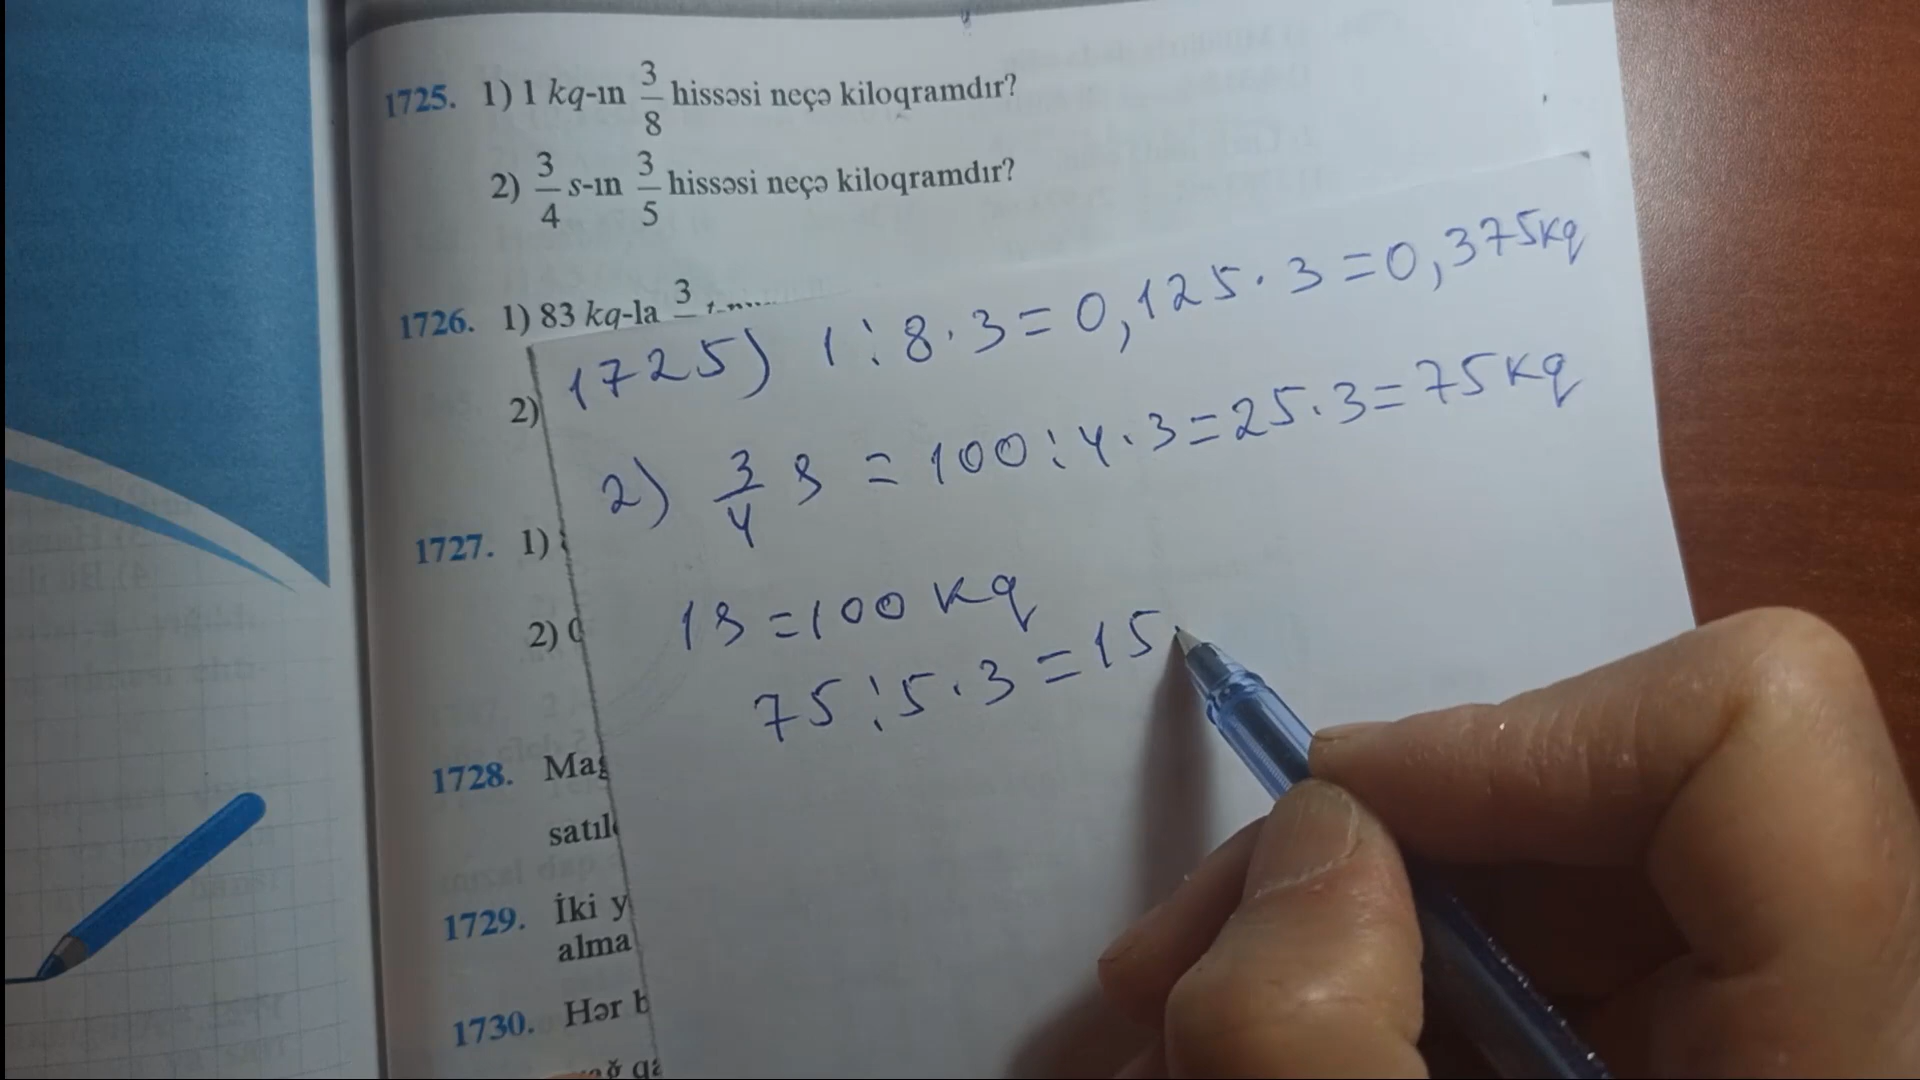 1725. 1) 1 kq-ın 3/8 hissəsi neçə kiloqramdır?
2) 3/4 s-ın 3/5 hissəsi neçə kiloqramdır?
1726. 1) 83 kq-la 3
2)
1727. 1)
2)
1728. Mağ
satıl
1729. İki y
alma
1730. Hər b
1725) 1 : 8 · 3 = 0,125 · 3 = 0,375 kq
2) 3/4 s = 100 : 4 · 3 = 25 · 3 = 75 kq
1 s = 100 kq
75 : 5 · 3 = 15 ·